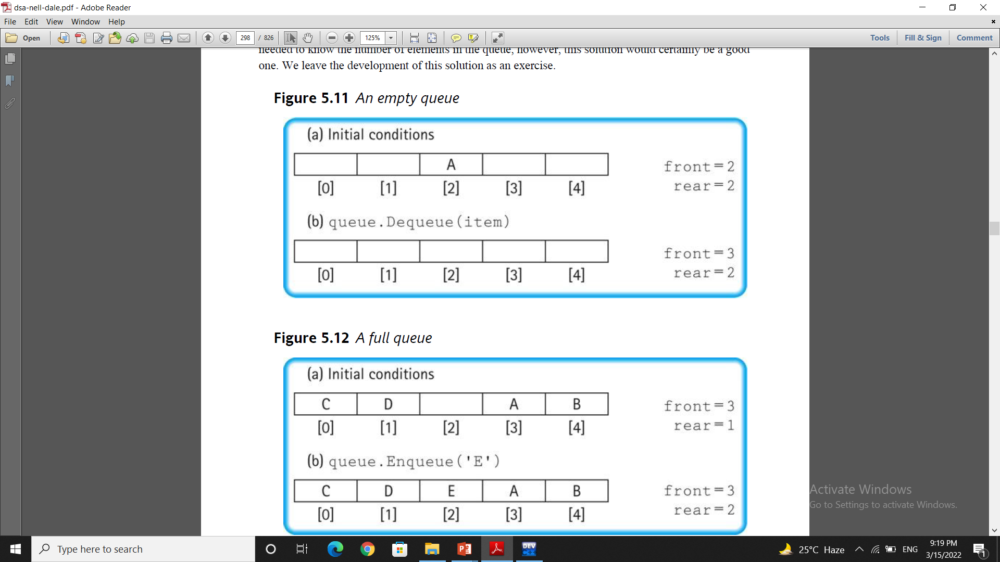 dsa-nell-dale.pdf - Adobe Reader
File Edit View Window Help
Open 298 / 826 125% Tools Fill & Sign Comment
needed to know the number of elements in the queue, however, this solution would certainly be a good
one. We leave the development of this solution as an exercise.
Figure 5.11 An empty queue
(a) Initial conditions
A
front=2
[0] [1] [2] [3] [4]
rear=2
(b) queue.Dequeue(item)
front=3
[0] [1] [2] [3] [4]
rear=2
Figure 5.12 A full queue
(a) Initial conditions
C D A B
front=3
[0] [1] [2] [3] [4]
rear=1
(b) queue.Enqueue('E')
C D E A B
front=3
[0] [1] [2] [3] [4]
rear=2
Activate Windows
Go to Settings to activate Windows.
Type here to search
DEV
25°C Haze
ENG
9:19 PM
3/15/2022
1